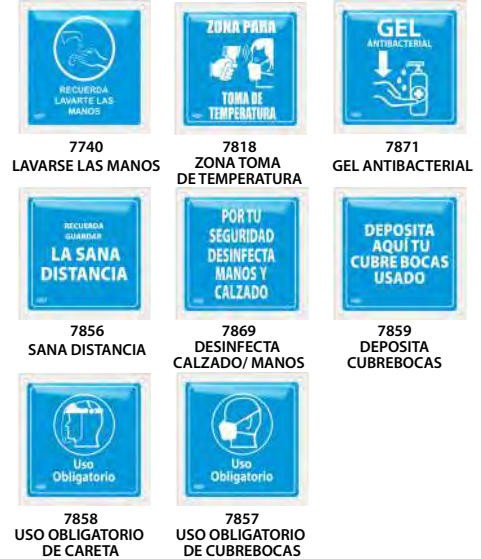 RECUERDA
LAVARTE LAS
MANOS
7740
LAVARSE LAS MANOS
ZONA PARA
TOMA DE
TEMPERATURA
7818
ZONA TOMA
DE TEMPERATURA
GEL
ANTIBACTERIAL
7871
GEL ANTIBACTERIAL
RECUERDA
GUARDAR
LA SANA
DISTANCIA
7856
SANA DISTANCIA
POR TU
SEGURIDAD
DESINFECTA
MANOS Y
CALZADO
7869
DESINFECTA
CALZADO/ MANOS
DEPOSITA
AQUÍ TU
CUBRE BOCAS
USADO
7859
DEPOSITA
CUBREBOCAS
Uso
Obligatorio
7858
USO OBLIGATORIO
DE CARETA
Uso
Obligatorio
7857
USO OBLIGATORIO
DE CUBREBOCAS